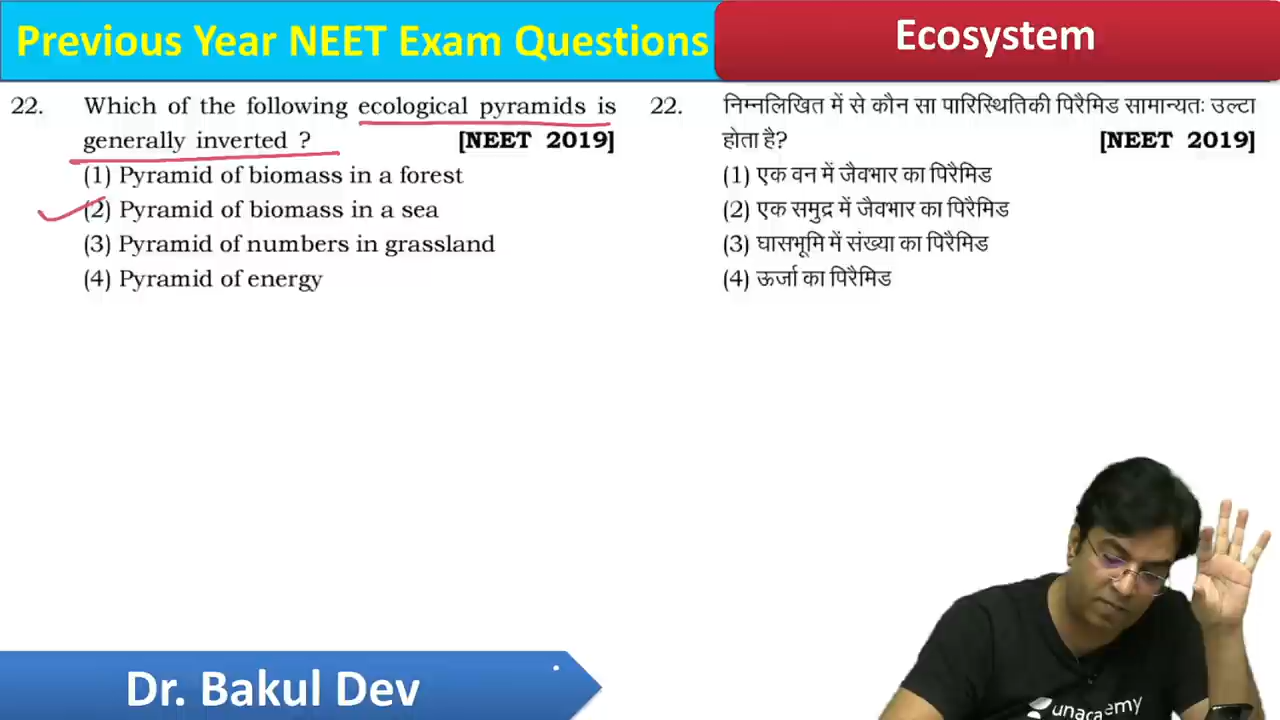 Previous Year NEET Exam Questions
Ecosystem
22. Which of the following ecological pyramids is
generally inverted ? [NEET 2019]
(1) Pyramid of biomass in a forest
(2) Pyramid of biomass in a sea
(3) Pyramid of numbers in grassland
(4) Pyramid of energy
22. निम्नलिखित में से कौन सा पारिस्थितिकी पिरैमिड सामान्यतः उल्टा
होता है? [NEET 2019]
(1) एक वन में जैवभार का पिरैमिड
(2) एक समुद्र में जैवभार का पिरैमिड
(3) घासभूमि में संख्या का पिरैमिड
(4) ऊर्जा का पिरैमिड
Dr. Bakul Dev
unacademy